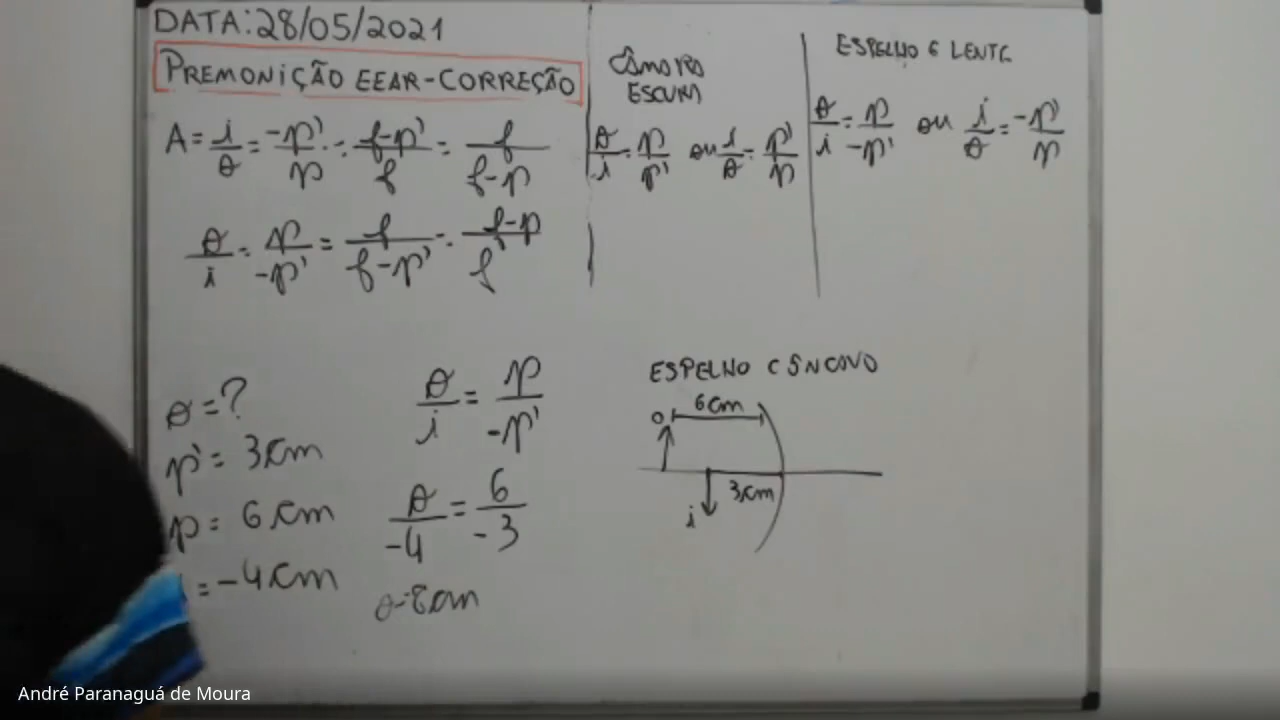 DATA: 28/05/2021
PREMONIÇÃO EEAR-CORREÇÃO
A = i/o = -p'/p = f-p'/f = f/f-p
o/i = p/-p' = f/f-p' = f-p/f
CÂMARA
ESCURA
o/i = p/p' ou i/o = p'/p
ESPELHO E LENTE
o/i = p/-p' ou i/o = -p'/p
o = ?
p' = 3cm
p = 6cm
= -4cm
o/i = p/-p'
o/-4 = 6/-3
o=8cm
ESPELHO CÔNCAVO
6cm
o
3cm
i
André Paranaguá de Moura